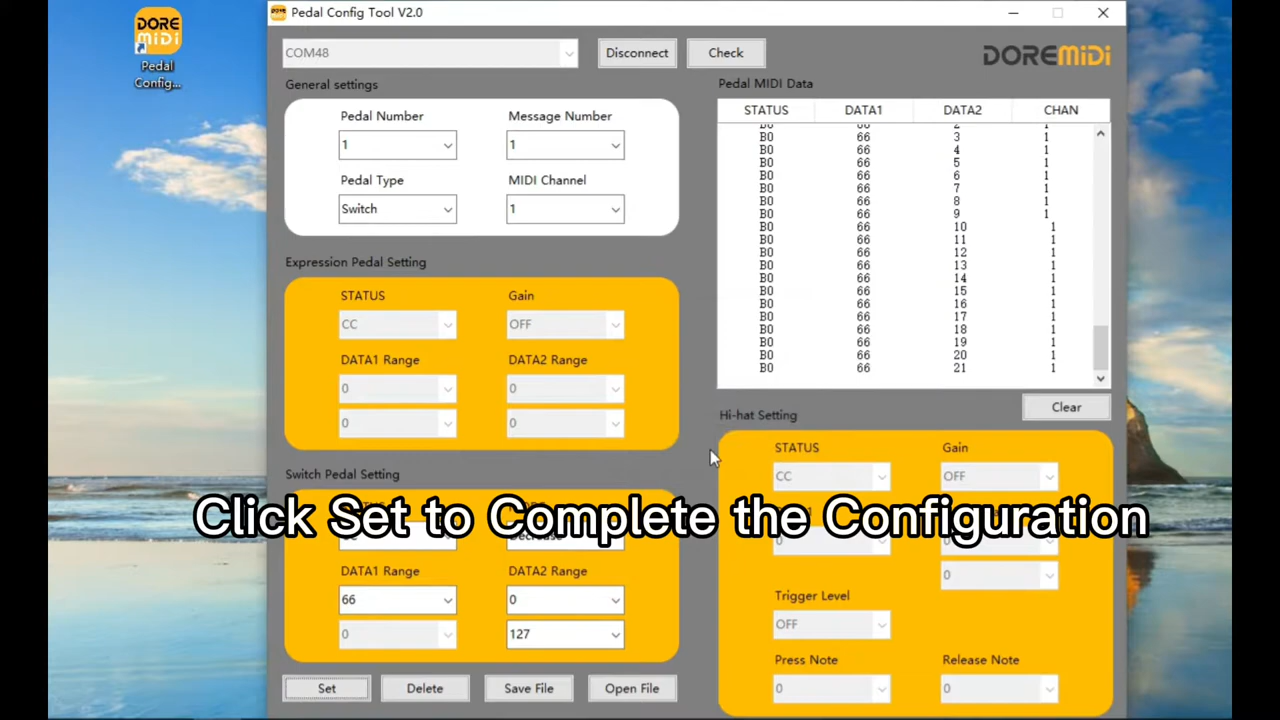 DORE
MiDi
Pedal
Config...
Pedal Config Tool V2.0
COM48
Disconnect
Check
DOREMiDi
General settings
Pedal Number
Message Number
1
1
Pedal Type
MIDI Channel
Switch
1
Expression Pedal Setting
STATUS
Gain
CC
OFF
DATA1 Range
DATA2 Range
0
0
0
0
Switch Pedal Setting
Click Set to Complete the Configuration
DATA1 Range
DATA2 Range
66
0
0
127
Set
Delete
Save File
Open File
Pedal MIDI Data
STATUS DATA1 DATA2 CHAN
B0 66 2 1
B0 66 3 1
B0 66 4 1
B0 66 5 1
B0 66 6 1
B0 66 7 1
B0 66 8 1
B0 66 9 1
B0 66 10 1
B0 66 11 1
B0 66 12 1
B0 66 13 1
B0 66 14 1
B0 66 15 1
B0 66 16 1
B0 66 17 1
B0 66 18 1
B0 66 19 1
B0 66 20 1
B0 66 21 1
Clear
Hi-hat Setting
STATUS
Gain
CC
OFF
0
0
0
Trigger Level
OFF
Press Note
Release Note
0
0